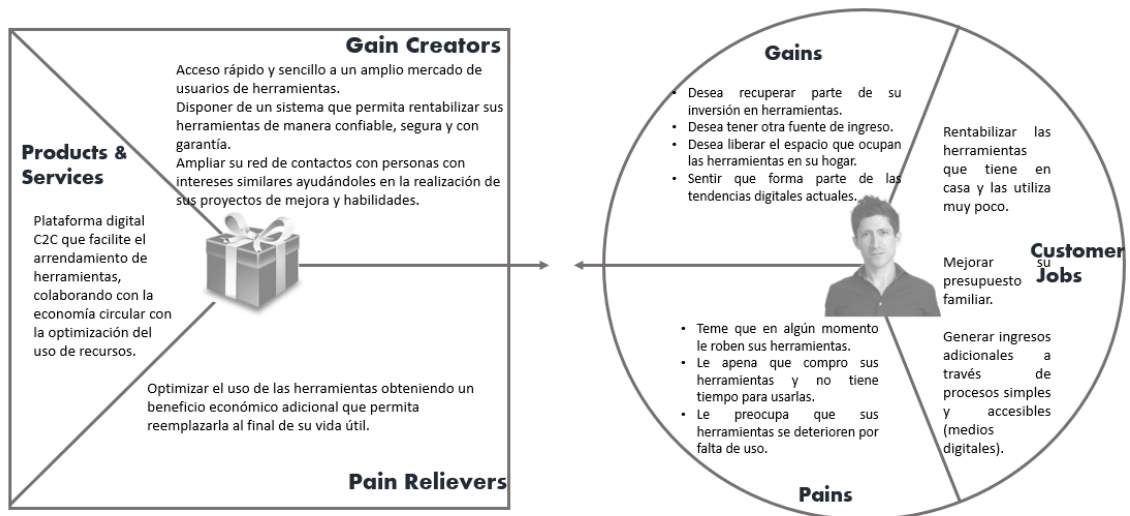 Gain Creators
Acceso rápido y sencillo a un amplio mercado de
usuarios de herramientas.
Disponer de un sistema que permita rentabilizar sus
herramientas de manera confiable, segura y con
garantía.
Ampliar su red de contactos con personas con
intereses similares ayudándoles en la realización de
sus proyectos de mejora y habilidades.
Products &
Services
Plataforma digital
C2C que facilite el
arrendamiento de
herramientas,
colaborando con la
economía circular con
la optimización del
uso de recursos.
Optimizar el uso de las herramientas obteniendo un
beneficio económico adicional que permita
reemplazarla al final de su vida útil.
Pain Relievers
Gains
• Desea recuperar parte de su
inversión en herramientas.
• Desea tener otra fuente de ingreso.
• Desea liberar el espacio que ocupan
las herramientas en su hogar.
• Sentir que forma parte de las
tendencias digitales actuales.
Rentabilizar las
herramientas
que tiene en
casa y las utiliza
muy poco.
Customer
Jobs
Mejorar su
presupuesto
familiar.
Generar ingresos
adicionales a
través de
procesos simples
y accesibles
(medios
digitales).
• Teme que en algún momento
le roben sus herramientas.
• Le apena que compro sus
herramientas y no tiene
tiempo para usarlas.
• Le preocupa que sus
herramientas se deterioren por
falta de uso.
Pains